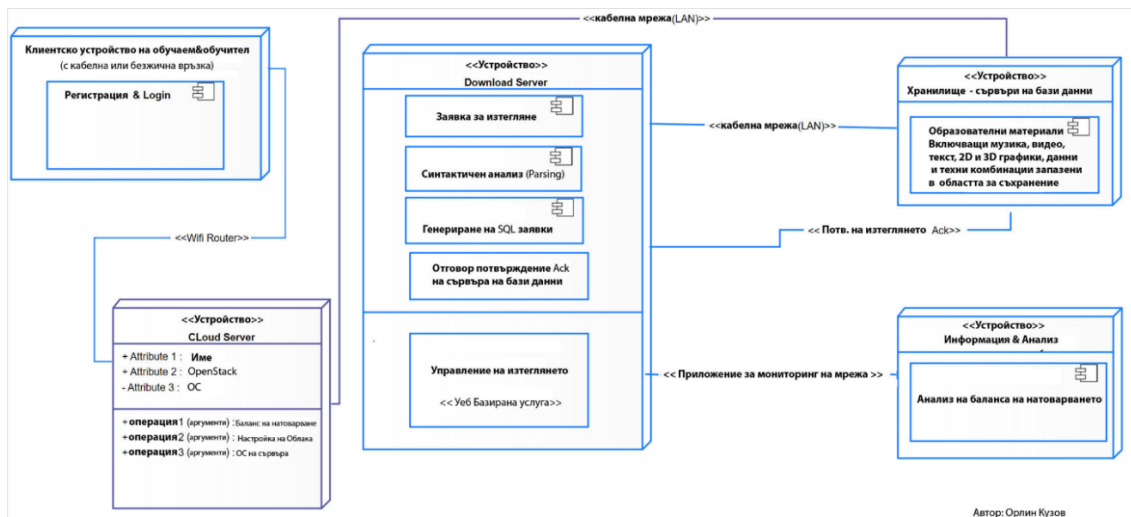 <<кабелна мрежа(LAN)>>
Клиентско устройство на обучаем&обучител
(с кабелна или безжична връзка)
Регистрация & Login
<<Wifi Router>>
<<Устройство>>
CLoud Server
+ Attribute 1 : Име
+ Attribute 2 : OpenStack
- Attribute 3 : ОС
+операция1 (аргументи) :Баланс на натоварване
+операция2 (аргументи) : Настройка на Облака
+операция3 (аргументи) : ОС на сървъра
<<Устройство>>
Download Server
Заявка за изтегляне
Синтактичен анализ (Parsing)
Генериране на SQL заявки
Отговор потвърждение Ack
на сървъра на бази данни
Управление на изтеглянето
<< Уеб Базирана услуга>>
<<кабелна мрежа(LAN)>>
<< Потв. на изтеглянето Ack>>
<< Приложение за мониторинг на мрежа >>
<<Устройство>>
Хранилище - сървъри на бази данни
Образователни материали
Включващи музика, видео,
текст, 2D и 3D графики, данни
и техни комбинации запазени
в областта за съхранение
<<Устройство>>
Информация & Анализ
Анализ на баланса на натоварването
Автор: Орлин Кузов